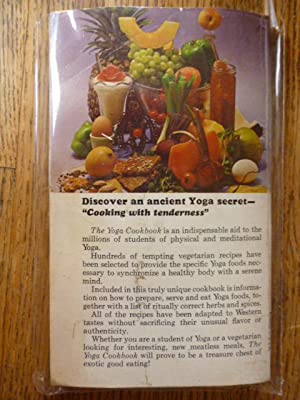 Discover an ancient Yoga secret—
"Cooking with tenderness"
The Yoga Cookbook is an indispensable aid to the
millions of students of physical and meditational
Yoga.
Hundreds of tempting vegetarian recipes have
been selected to provide the specific Yoga foods nec-
essary to synchronize a healthy body with a serene
mind.
Included in this truly unique cookbook is informa-
tion on how to prepare, serve and eat Yoga foods, to-
gether with a list of ritually correct herbs and spices.
All of the recipes have been adapted to Western
tastes without sacrificing their unusual flavor or
authenticity.
Whether you are a student of Yoga or a vegetarian
looking for interesting, new meatless meals, The
Yoga Cookbook will prove to be a treasure chest of
exotic good eating!